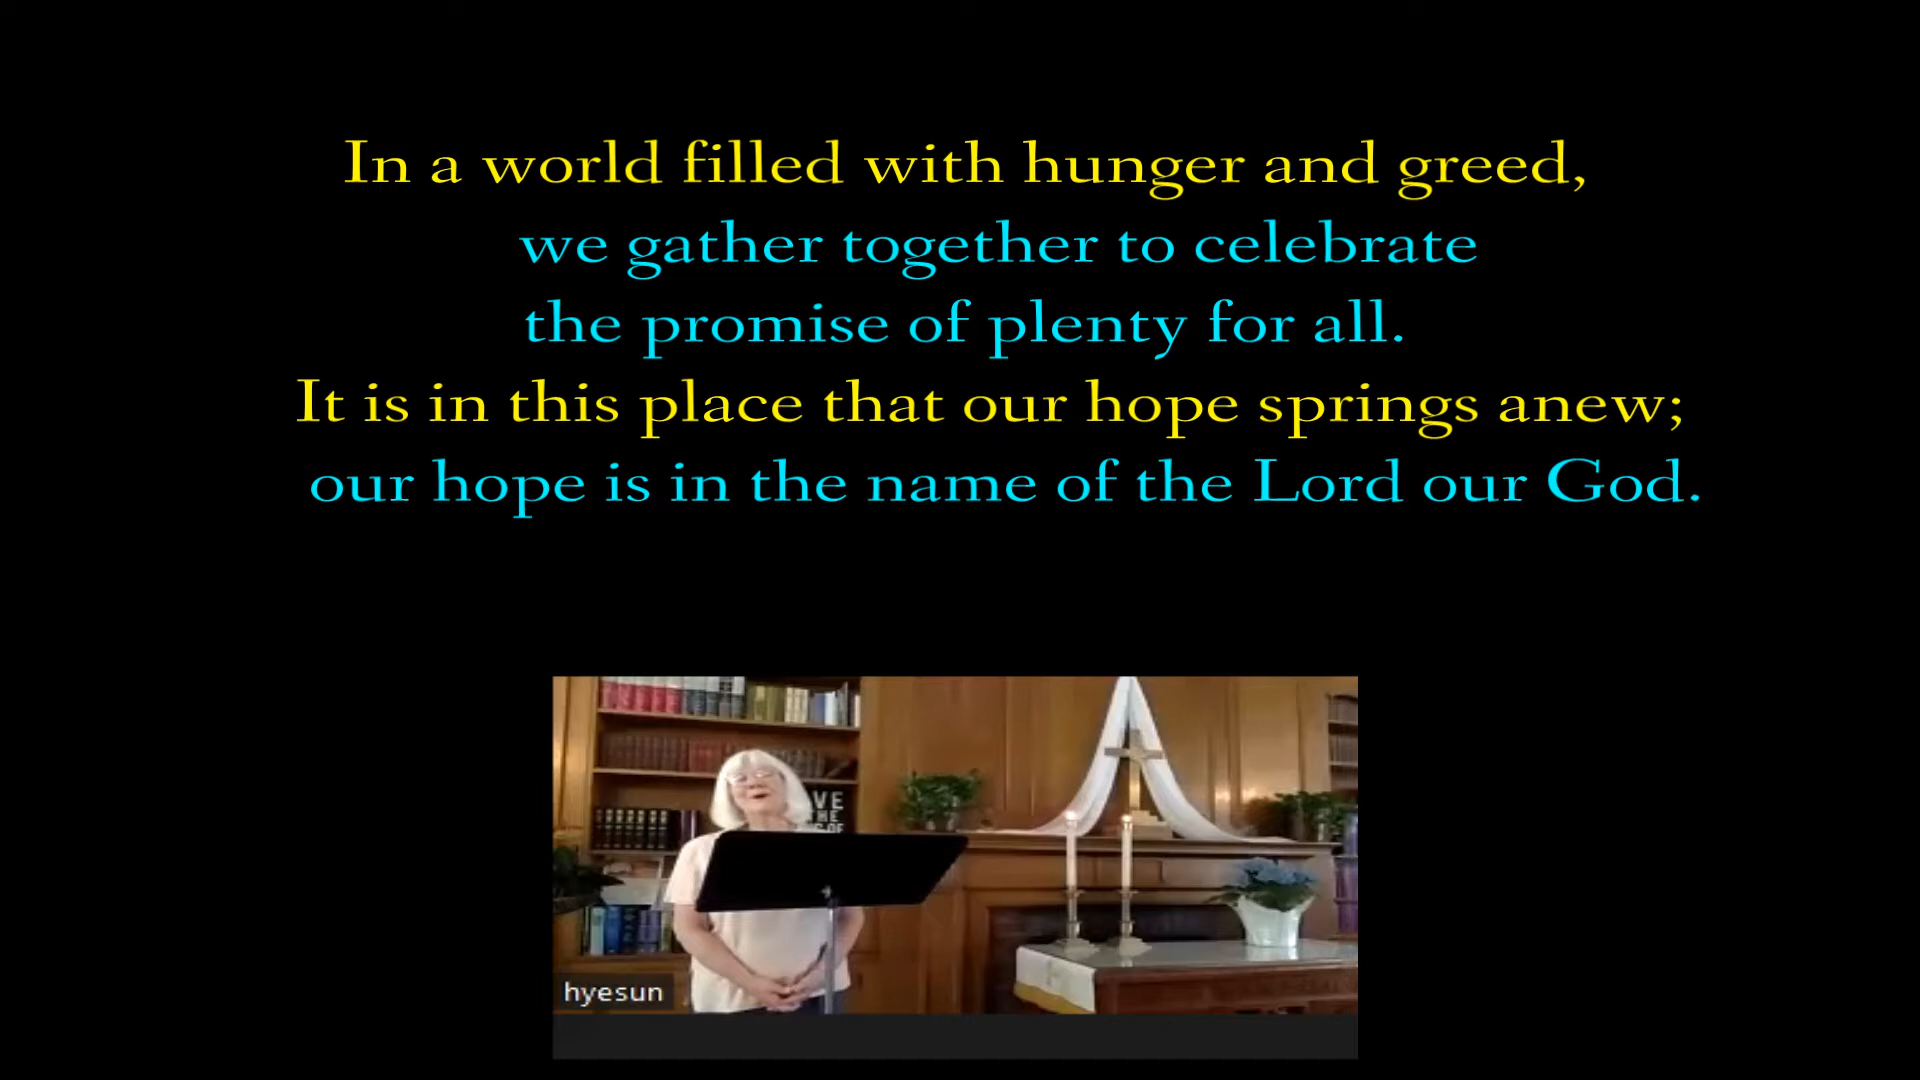 In a world filled with hunger and greed,
we gather together to celebrate
the promise of plenty for all.
It is in this place that our hope springs anew;
our hope is in the name of the Lord our God.
hyesun